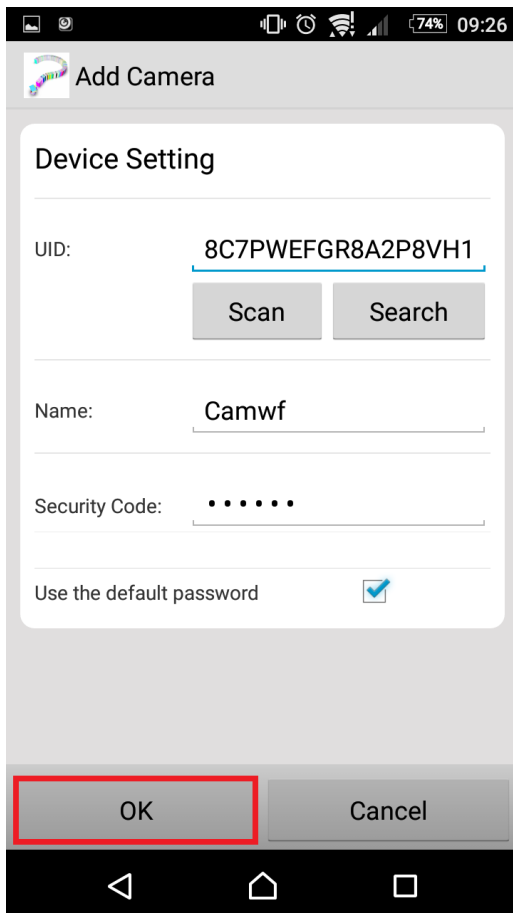 74% 09:26
Add Camera
Device Setting
UID: 8C7PWEFGR8A2P8VH1
Scan Search
Name: Camwf
Security Code: ••••••
Use the default password
OK Cancel